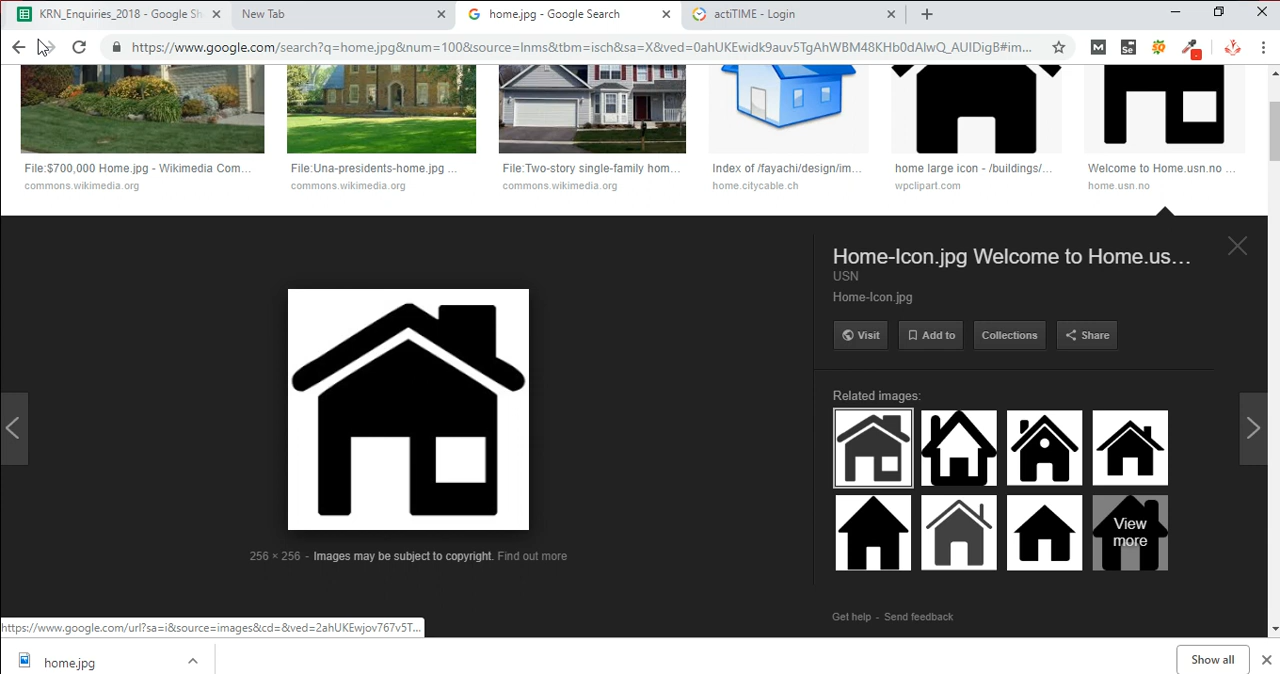 KRN_Enquiries_2018 - Google Sh
New Tab
home.jpg - Google Search
actiTIME - Login
https://www.google.com/search?q=home.jpg&num=100&source=lnms&tbm=isch&sa=X&ved=0ahUKEwidk9auv5TgAhWBM48KHb0dAlwQ_AUIDigB#im...
File:$700,000 Home.jpg - Wikimedia Com...
commons.wikimedia.org
File:Una-presidents-home.jpg ...
commons.wikimedia.org
File:Two-story single-family hom...
commons.wikimedia.org
Index of /fayachi/design/im...
home.citycable.ch
home large icon - /buildings/...
wpclipart.com
Welcome to Home.usn.no ...
home.usn.no
Home-Icon.jpg Welcome to Home.us...
USN
Home-Icon.jpg
Visit
Add to
Collections
Share
Related images:
View
more
256 × 256 - Images may be subject to copyright. Find out more
Get help - Send feedback
https://www.google.com/url?sa=i&source=images&cd=&ved=2ahUKEwjov767v5T...
home.jpg
Show all